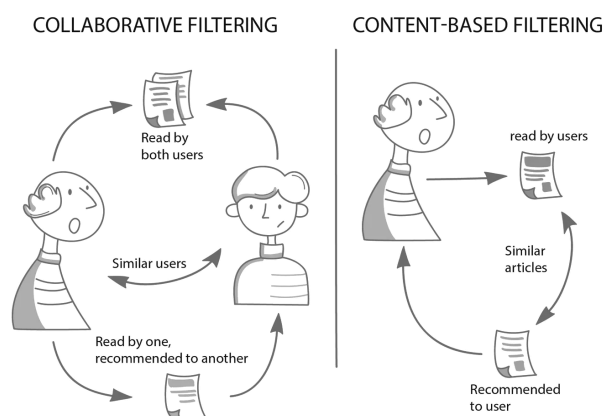 COLLABORATIVE FILTERING
Read by
both users
Similar users
Read by one,
recommended to another
CONTENT-BASED FILTERING
read by users
Similar
articles
Recommended
to user